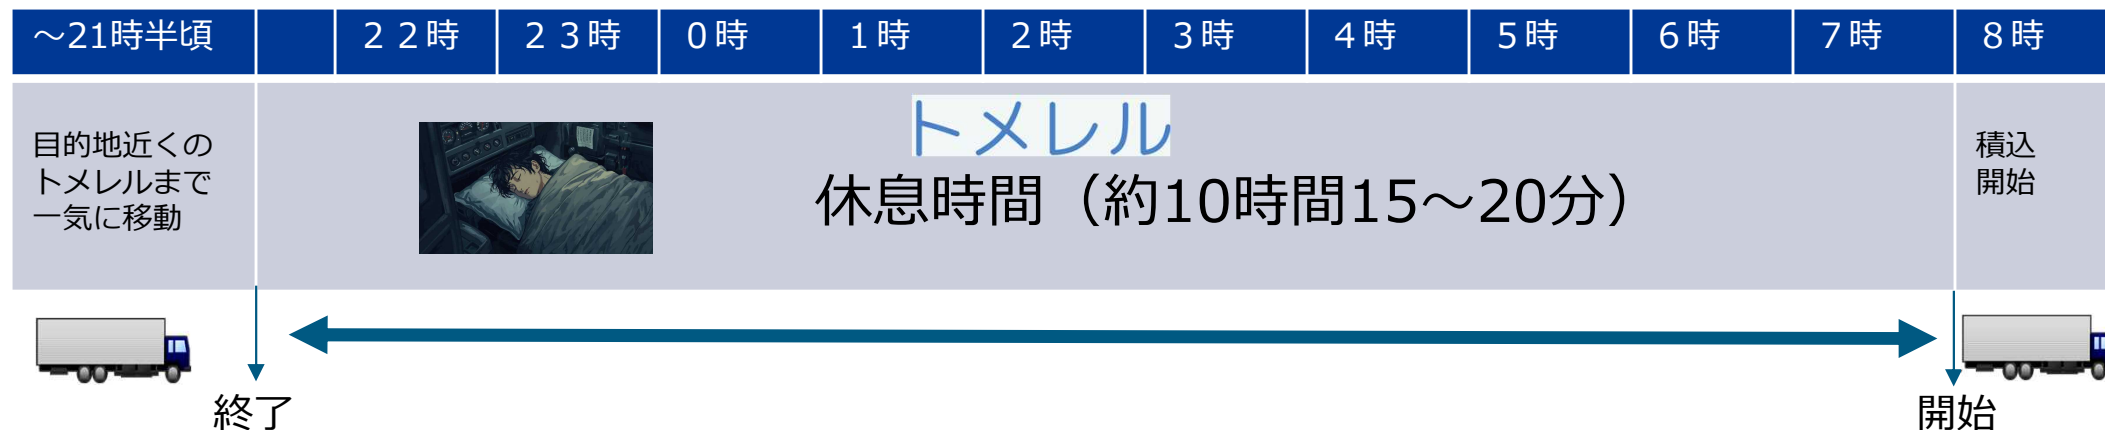 ～21時半頃
２２時
２３時
０時
１時
２時
３時
４時
５時
６時
７時
８時
目的地近くの
トメレルまで
一気に移動
トメレル
休息時間（約10時間15～20分）
積込
開始
終了
開始